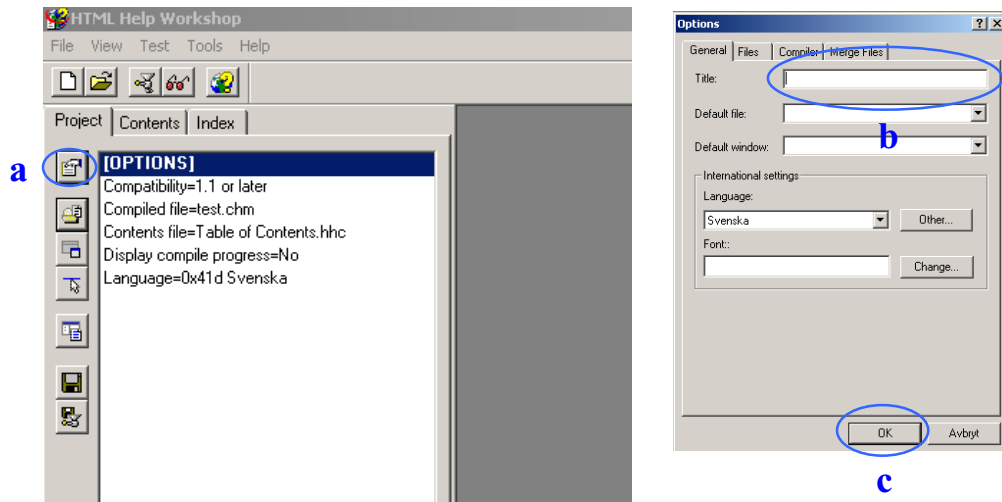 HTML Help Workshop
File View Test Tools Help
Project Contents Index
a
[OPTIONS]
Compatibility=1.1 or later
Compiled file=test.chm
Contents file=Table of Contents.hhc
Display compile progress=No
Language=0x41d Svenska
Options
General Files Compiler Merge Files
Title:
Default file:
b
Default window:
International settings
Language:
Svenska Other...
Font::
Change...
OK Avbryt
c